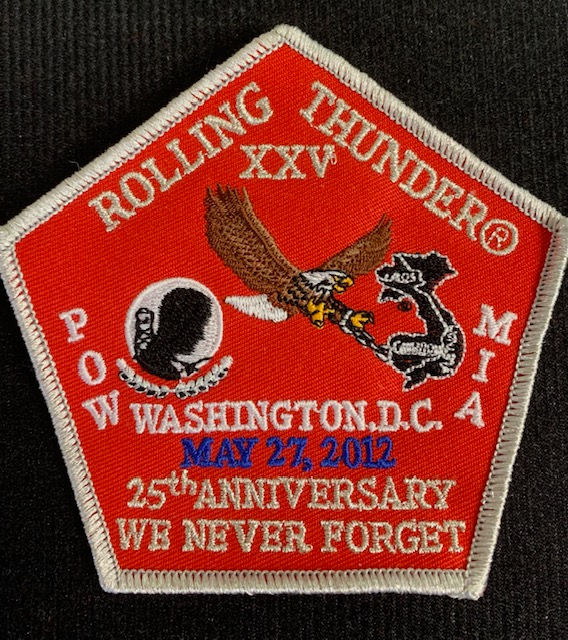 ROLLING THUNDER®
XXV
POW
MIA
WASHINGTON, D.C.
MAY 27, 2012
25th ANNIVERSARY
WE NEVER FORGET